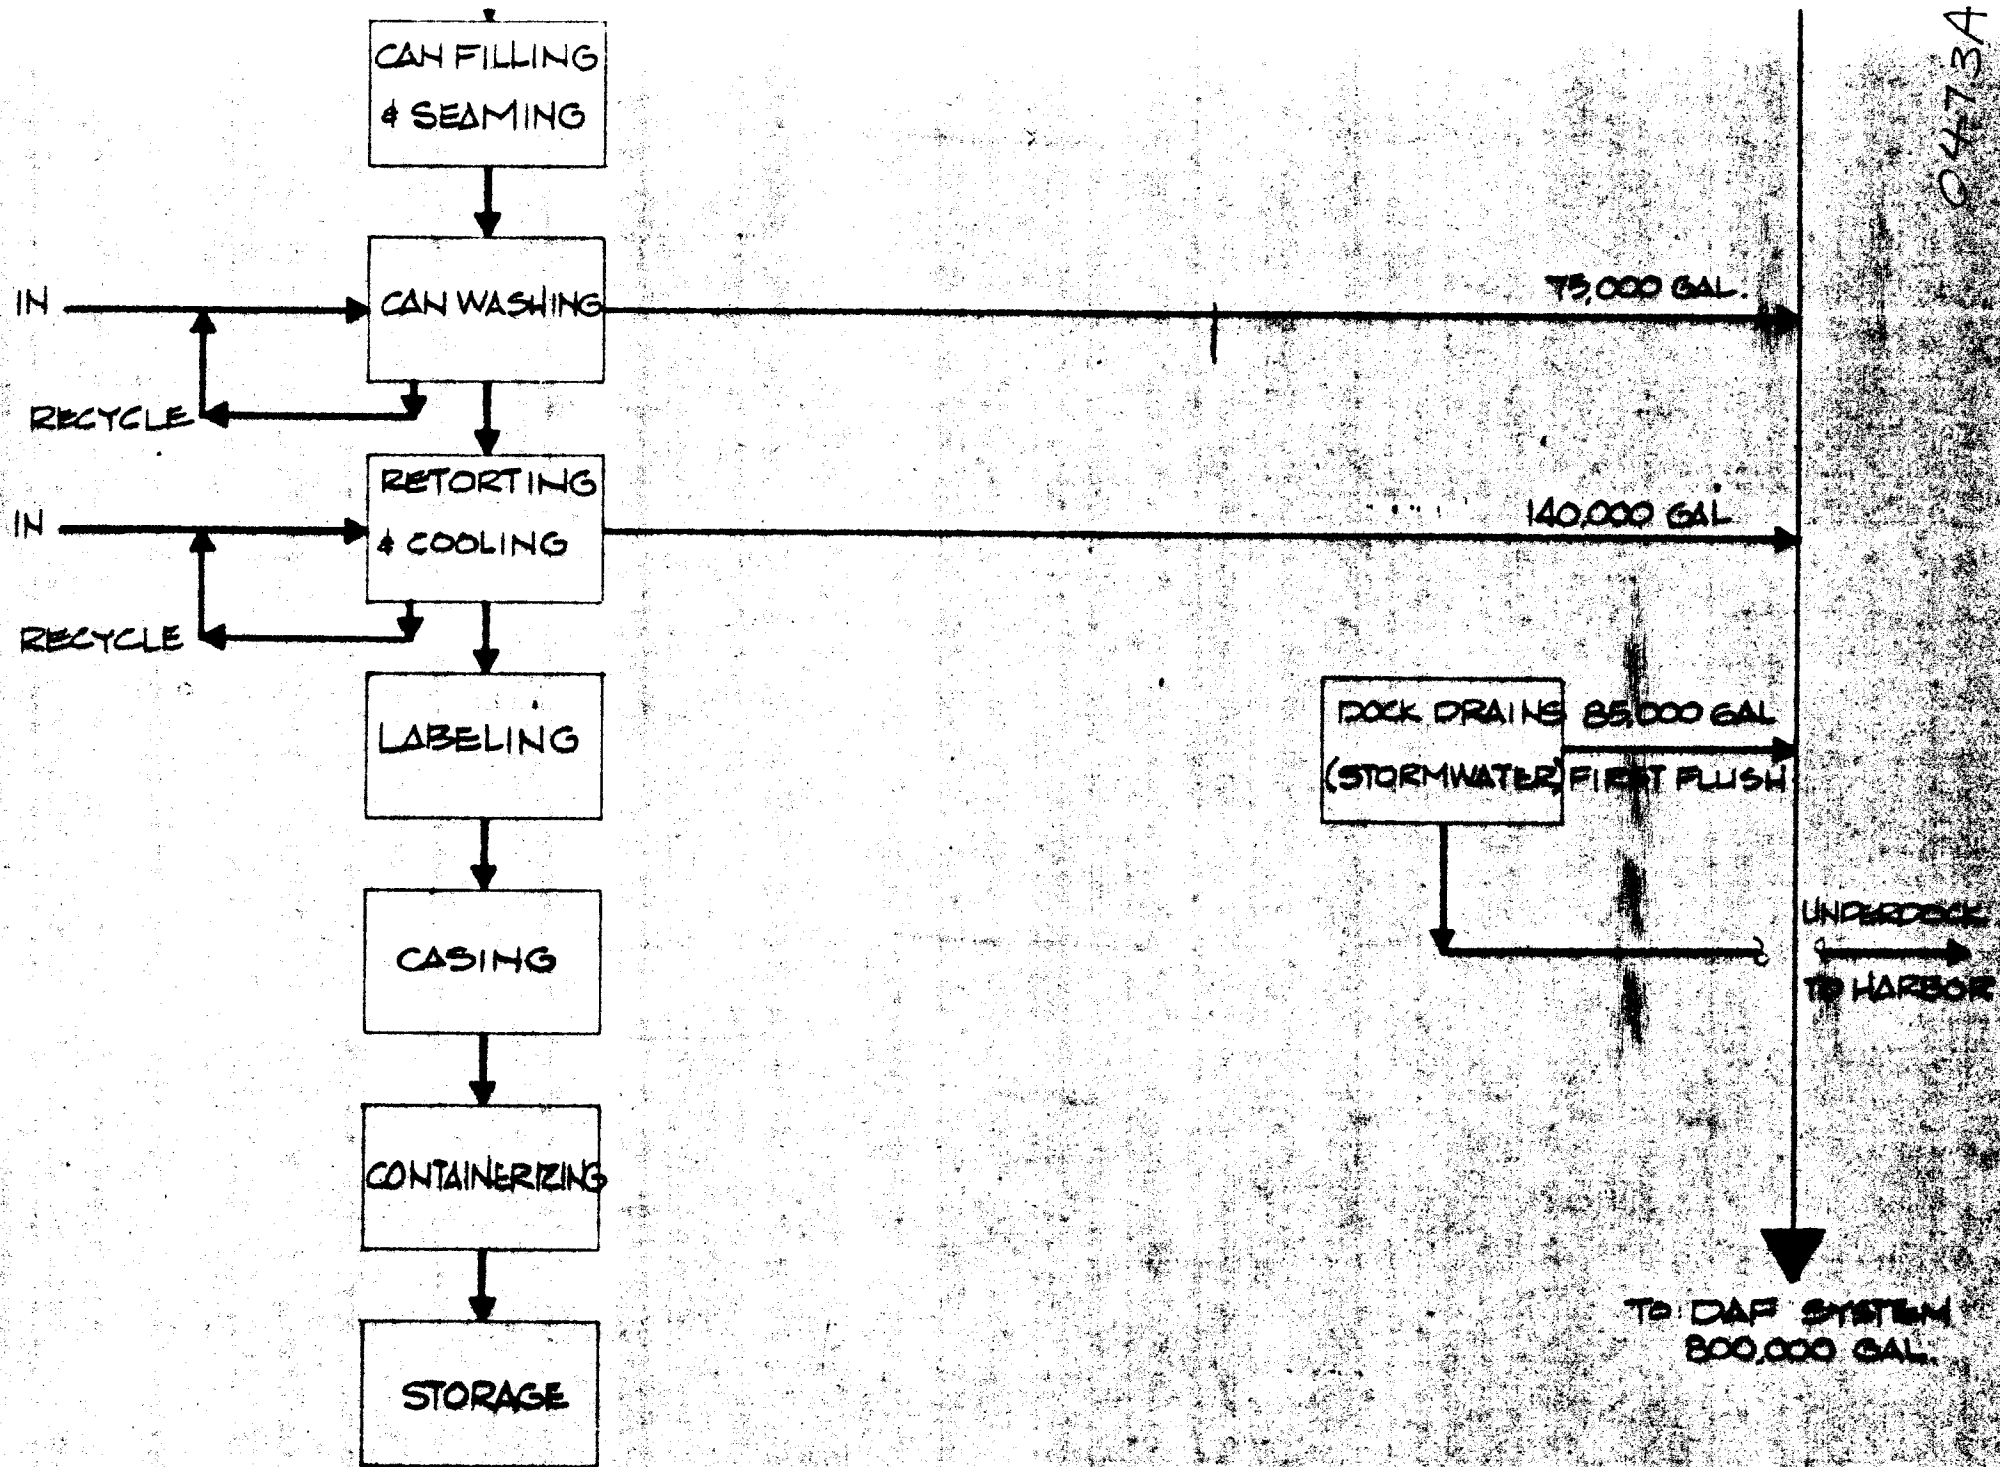 0473A
CAN FILLING
& SEAMING
IN
CAN WASHING
75,000 GAL.
RECYCLE
IN
RETORTING
& COOLING
140,000 GAL.
RECYCLE
LABELING
DOCK DRAINS 85,000 GAL
(STORMWATER) FIRST FLUSH
CASING
UNDERDOCK
TO HARBOR
CONTAINERIZING
TO DAF SYSTEM
800,000 GAL.
STORAGE